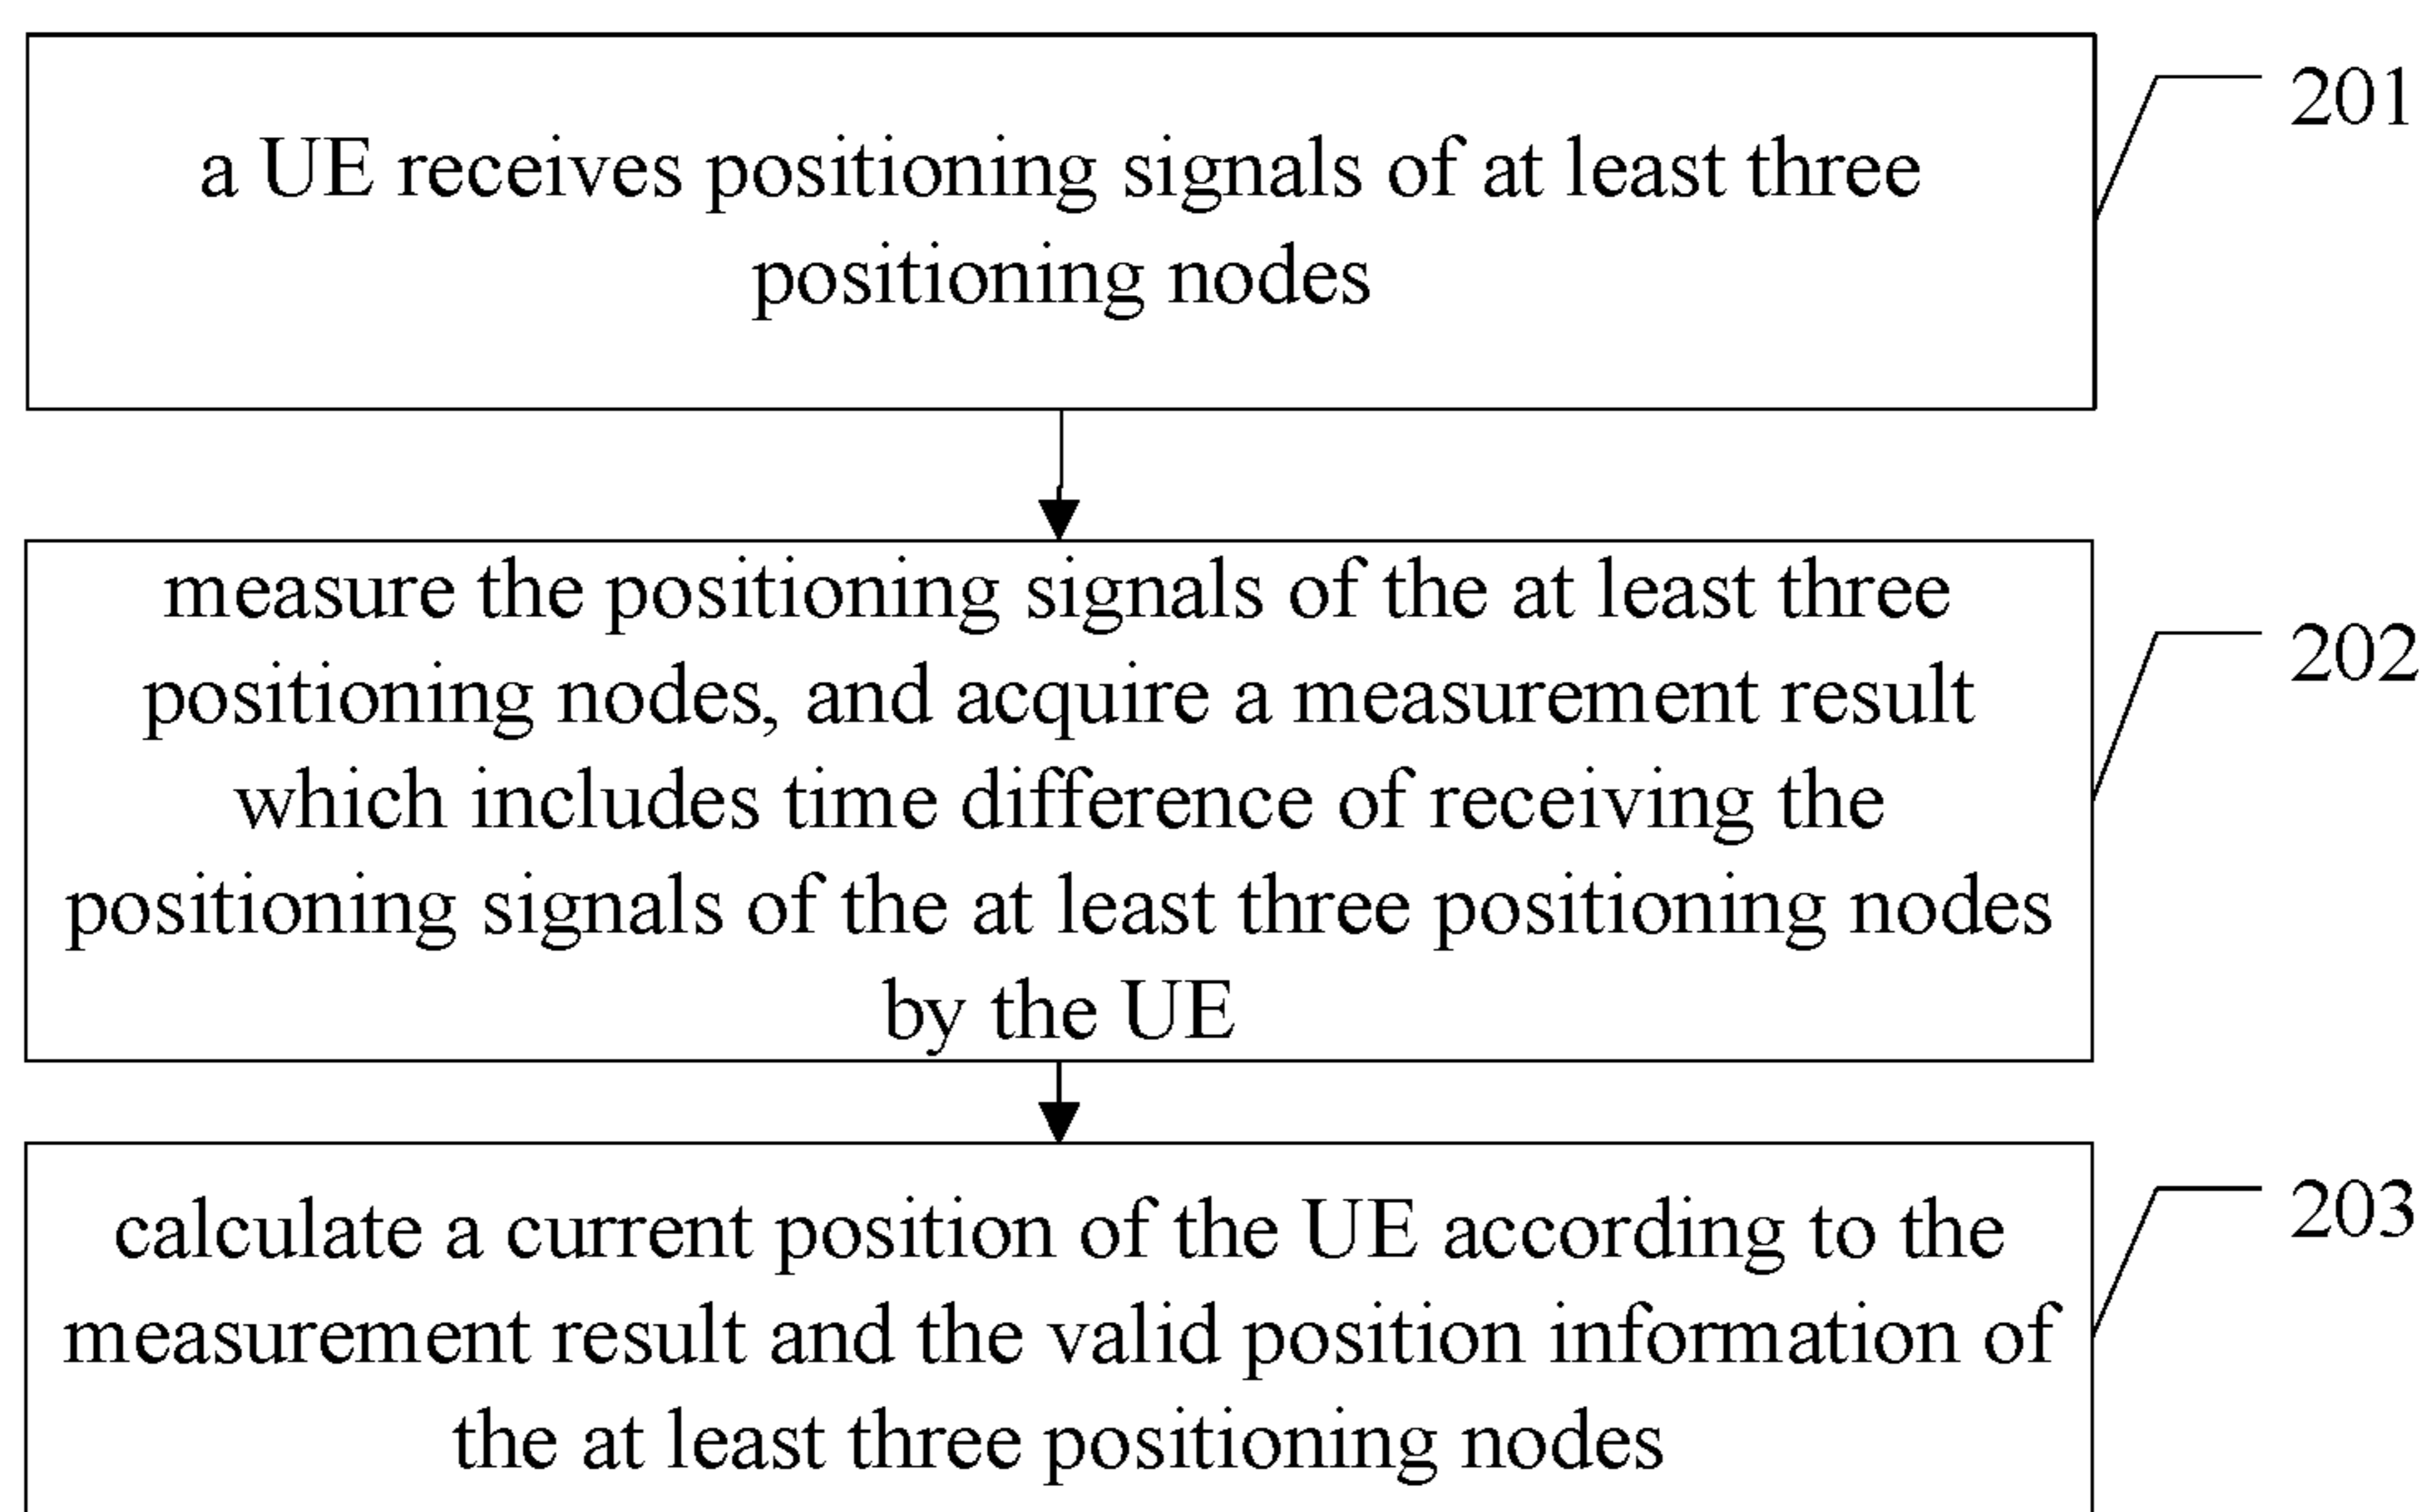 a UE receives positioning signals of at least three
positioning nodes
201
measure the positioning signals of the at least three
positioning nodes, and acquire a measurement result
which includes time difference of receiving the
positioning signals of the at least three positioning nodes
by the UE
202
calculate a current position of the UE according to the
measurement result and the valid position information of
the at least three positioning nodes
203